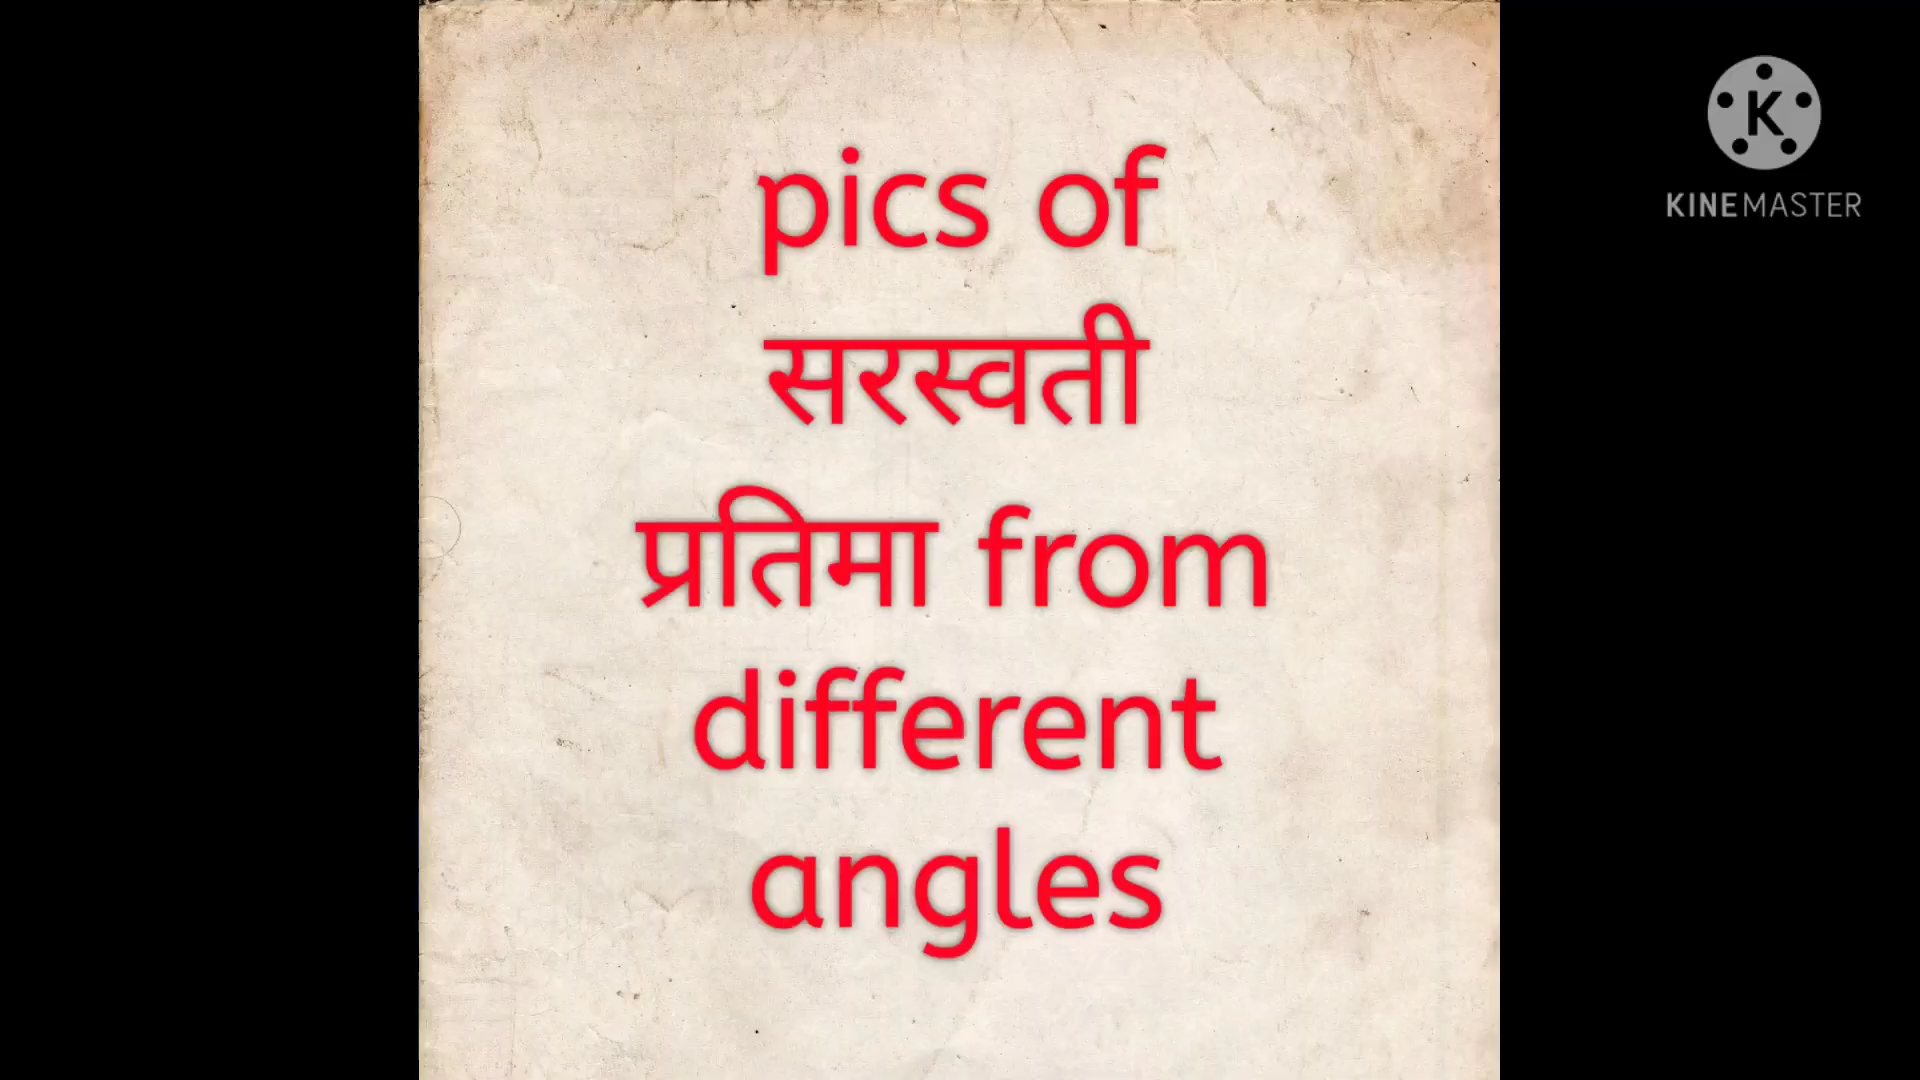 pics of
सरस्वती
प्रतिमा from
different
angles
K
KINEMASTER